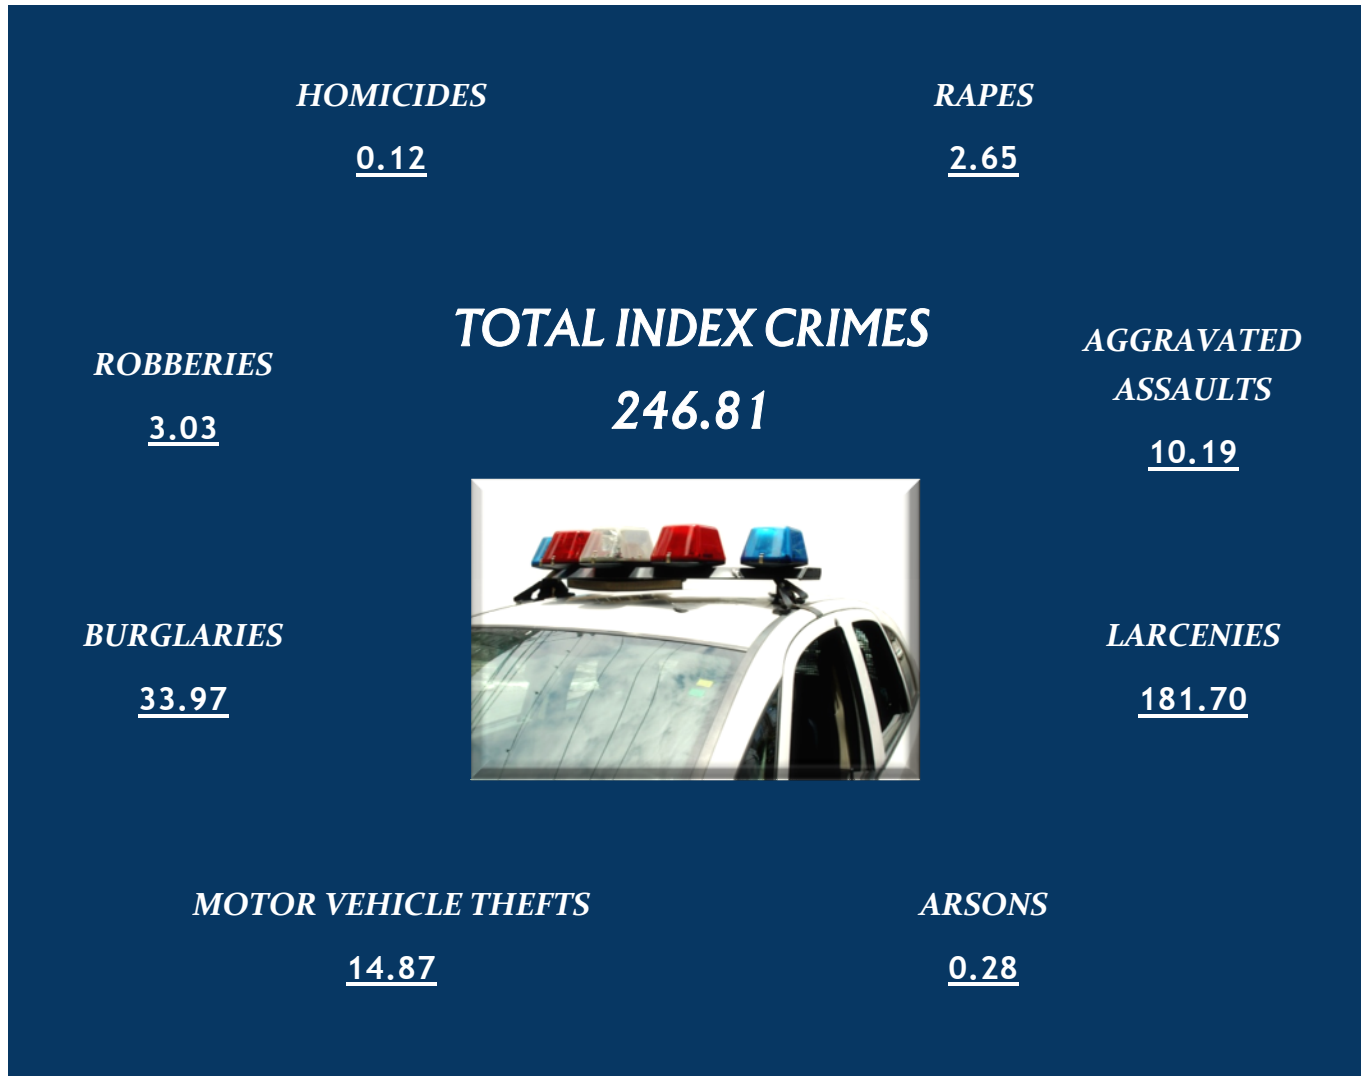 HOMICIDES
0.12
RAPES
2.65
TOTAL INDEX CRIMES
246.81
ROBBERIES
3.03
AGGRAVATED
ASSAULTS
10.19
BURGLARIES
33.97
LARCENIES
181.70
MOTOR VEHICLE THEFTS
14.87
ARSONS
0.28